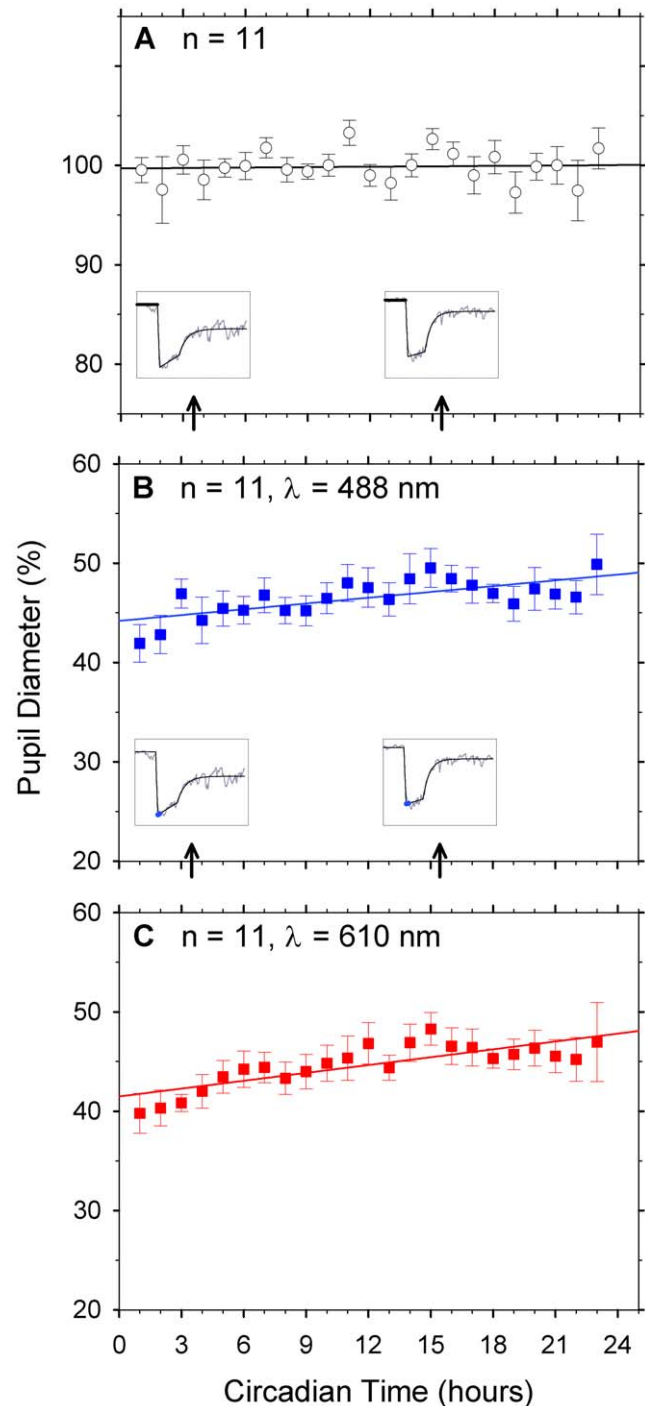 A n = 11
100
80
60
B n = 11, λ = 488 nm
50
40
30
20
Pupil Diameter (%)
60
C n = 11, λ = 610 nm
50
40
30
20
0 3 6 9 12 15 18 21 24
Circadian Time (hours)